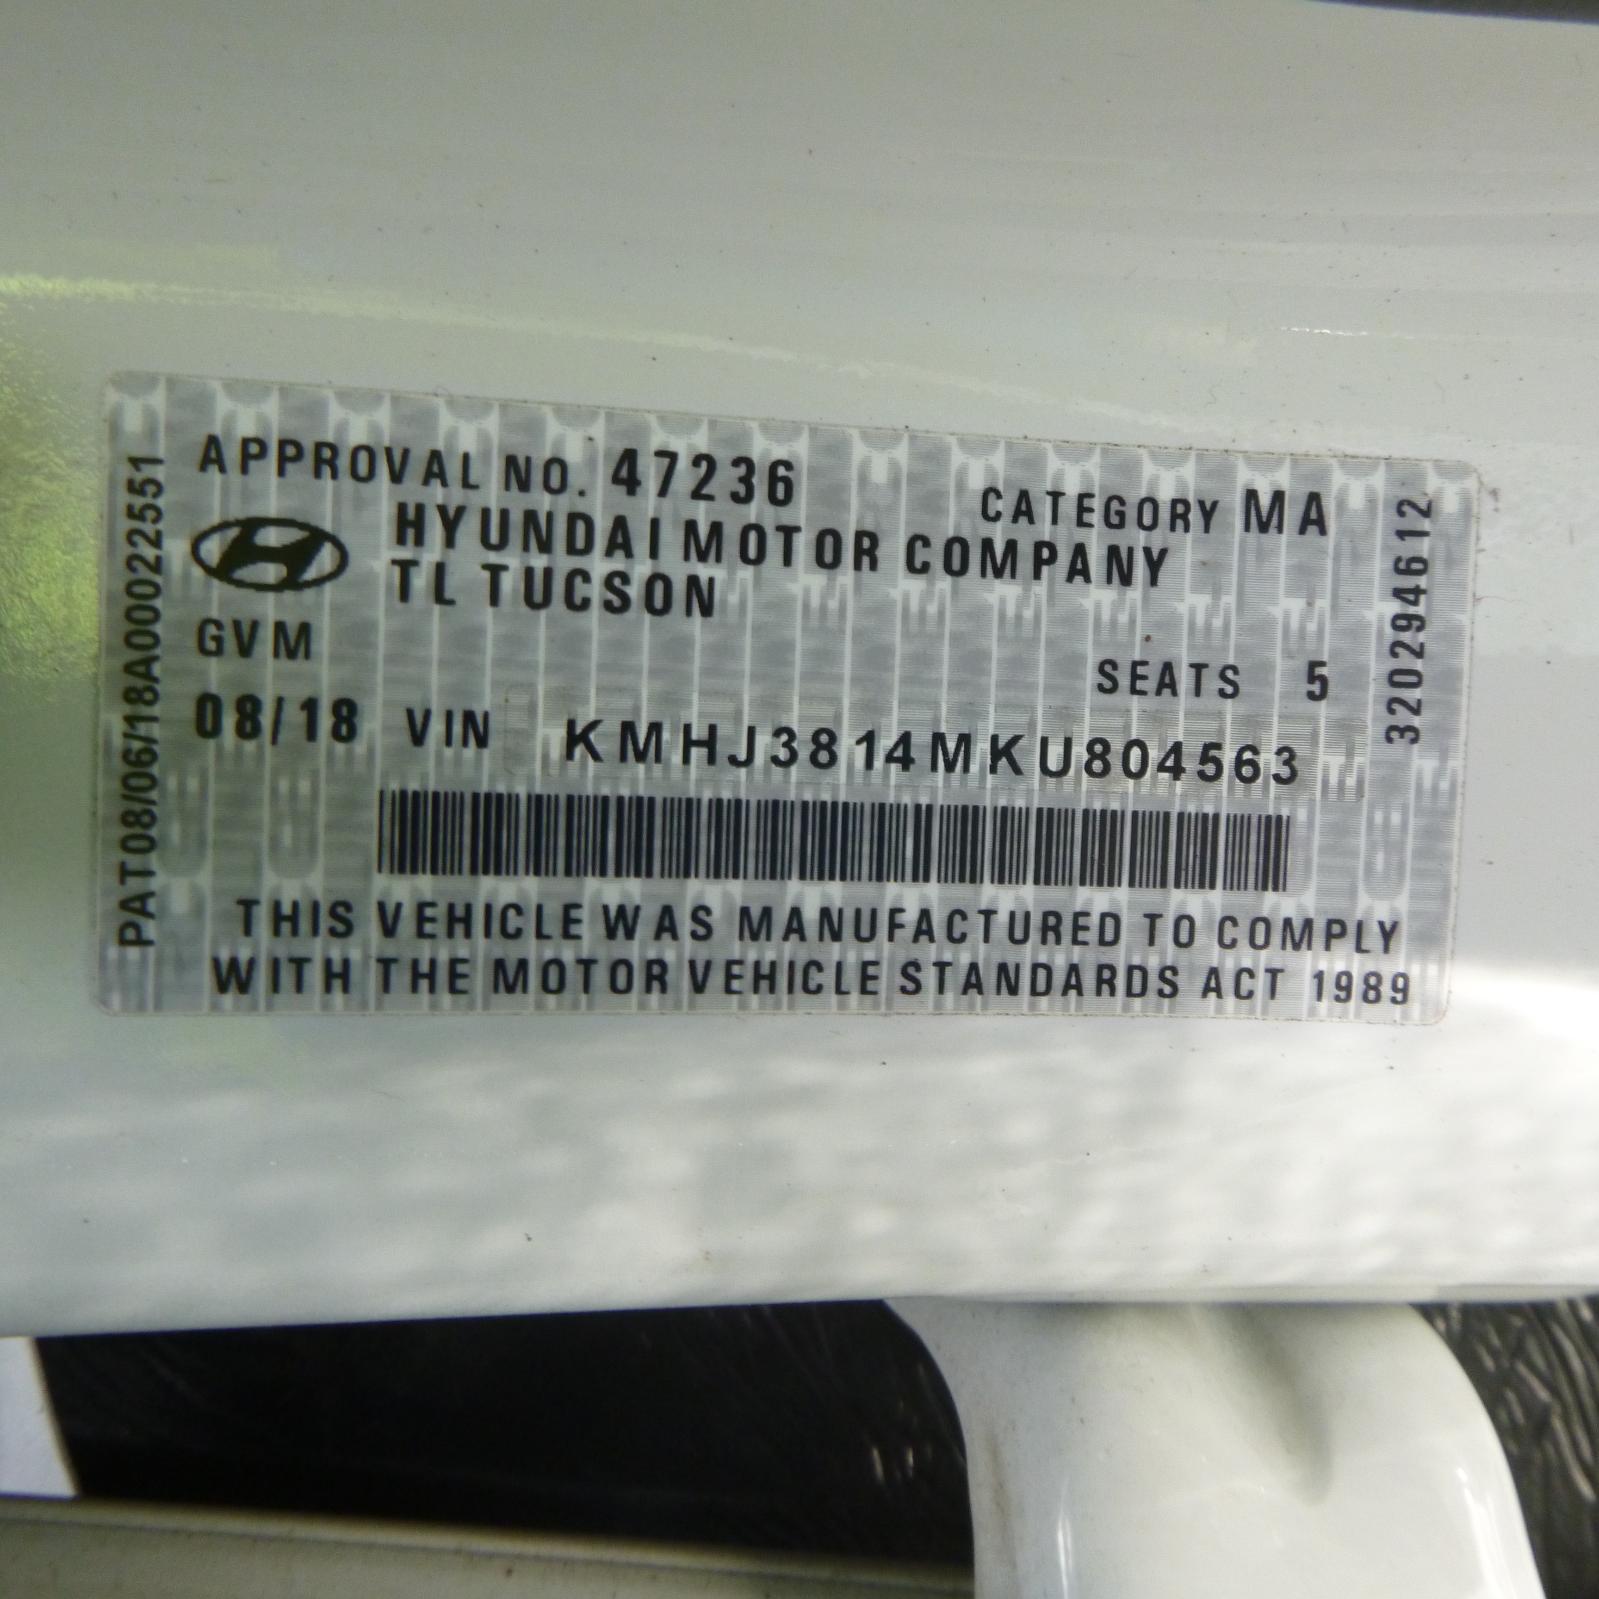 APPROVAL NO. 47236
CATEGORY MA
HYUNDAI MOTOR COMPANY
TL TUCSON
GVM
SEATS 5
08/18 VIN KMHJ3814MKU804563
THIS VEHICLE WAS MANUFACTURED TO COMPLY
WITH THE MOTOR VEHICLE STANDARDS ACT 1989
PAT08/06/18A00022551
320294612